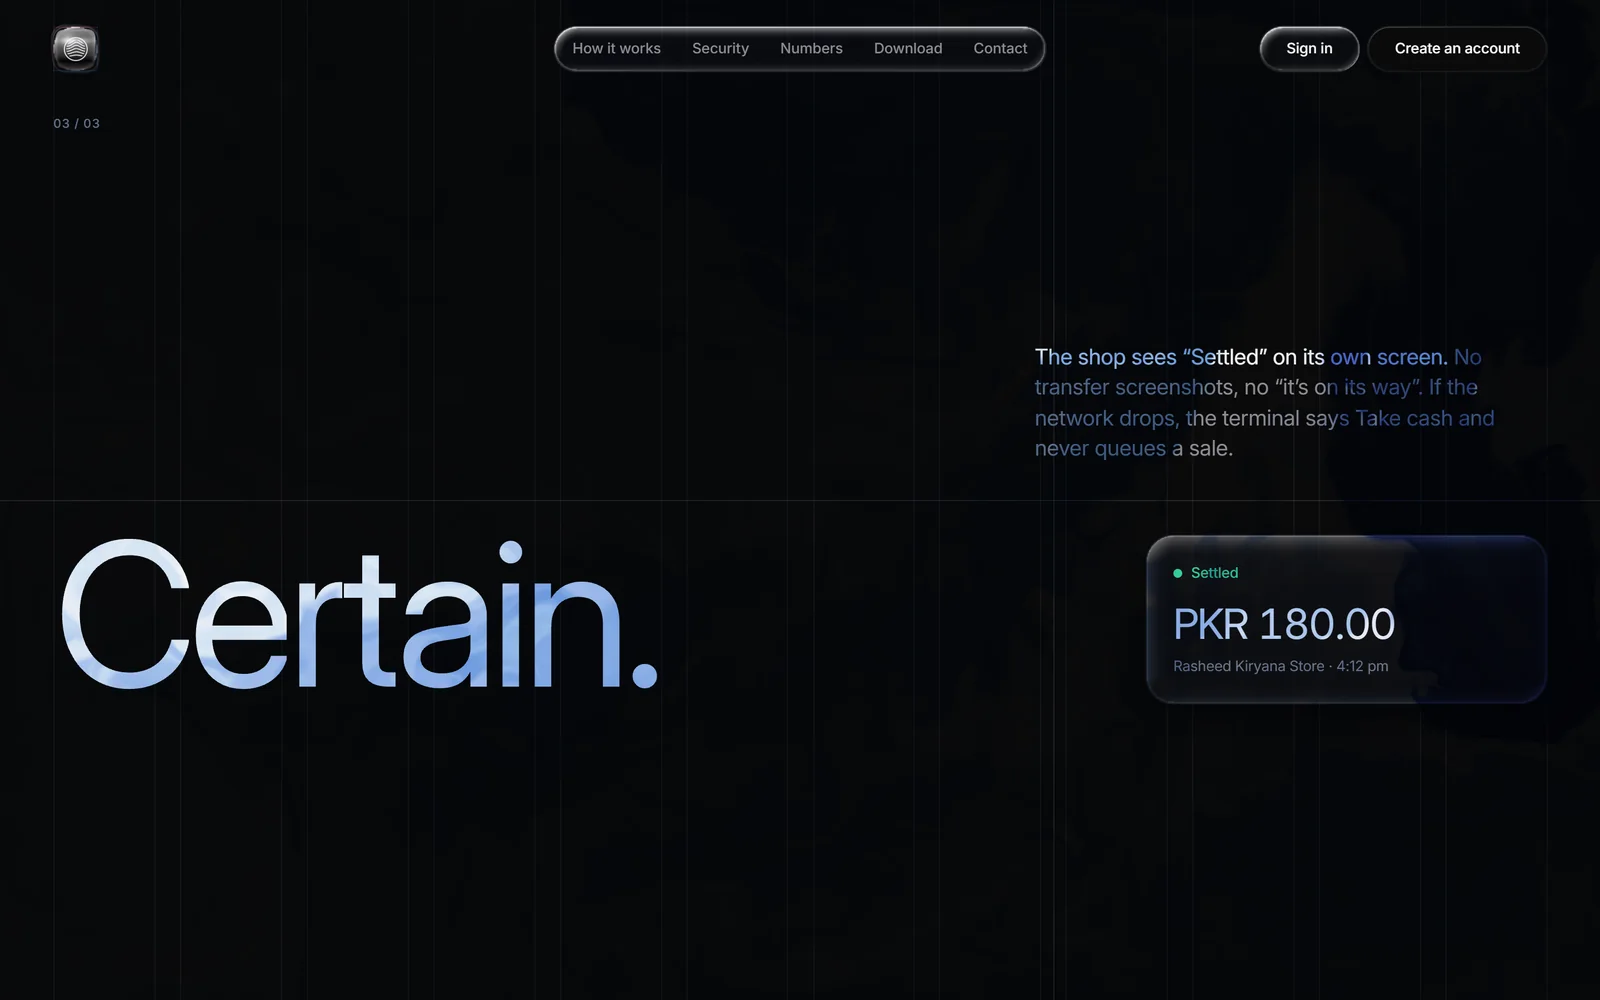 How it works Security Numbers Download Contact
Sign in
Create an account
03 / 03
The shop sees “Settled” on its own screen. No
transfer screenshots, no “it’s on its way”. If the
network drops, the terminal says Take cash and
never queues a sale.
Certain.
Settled
PKR 180.00
Rasheed Kiryana Store · 4:12 pm